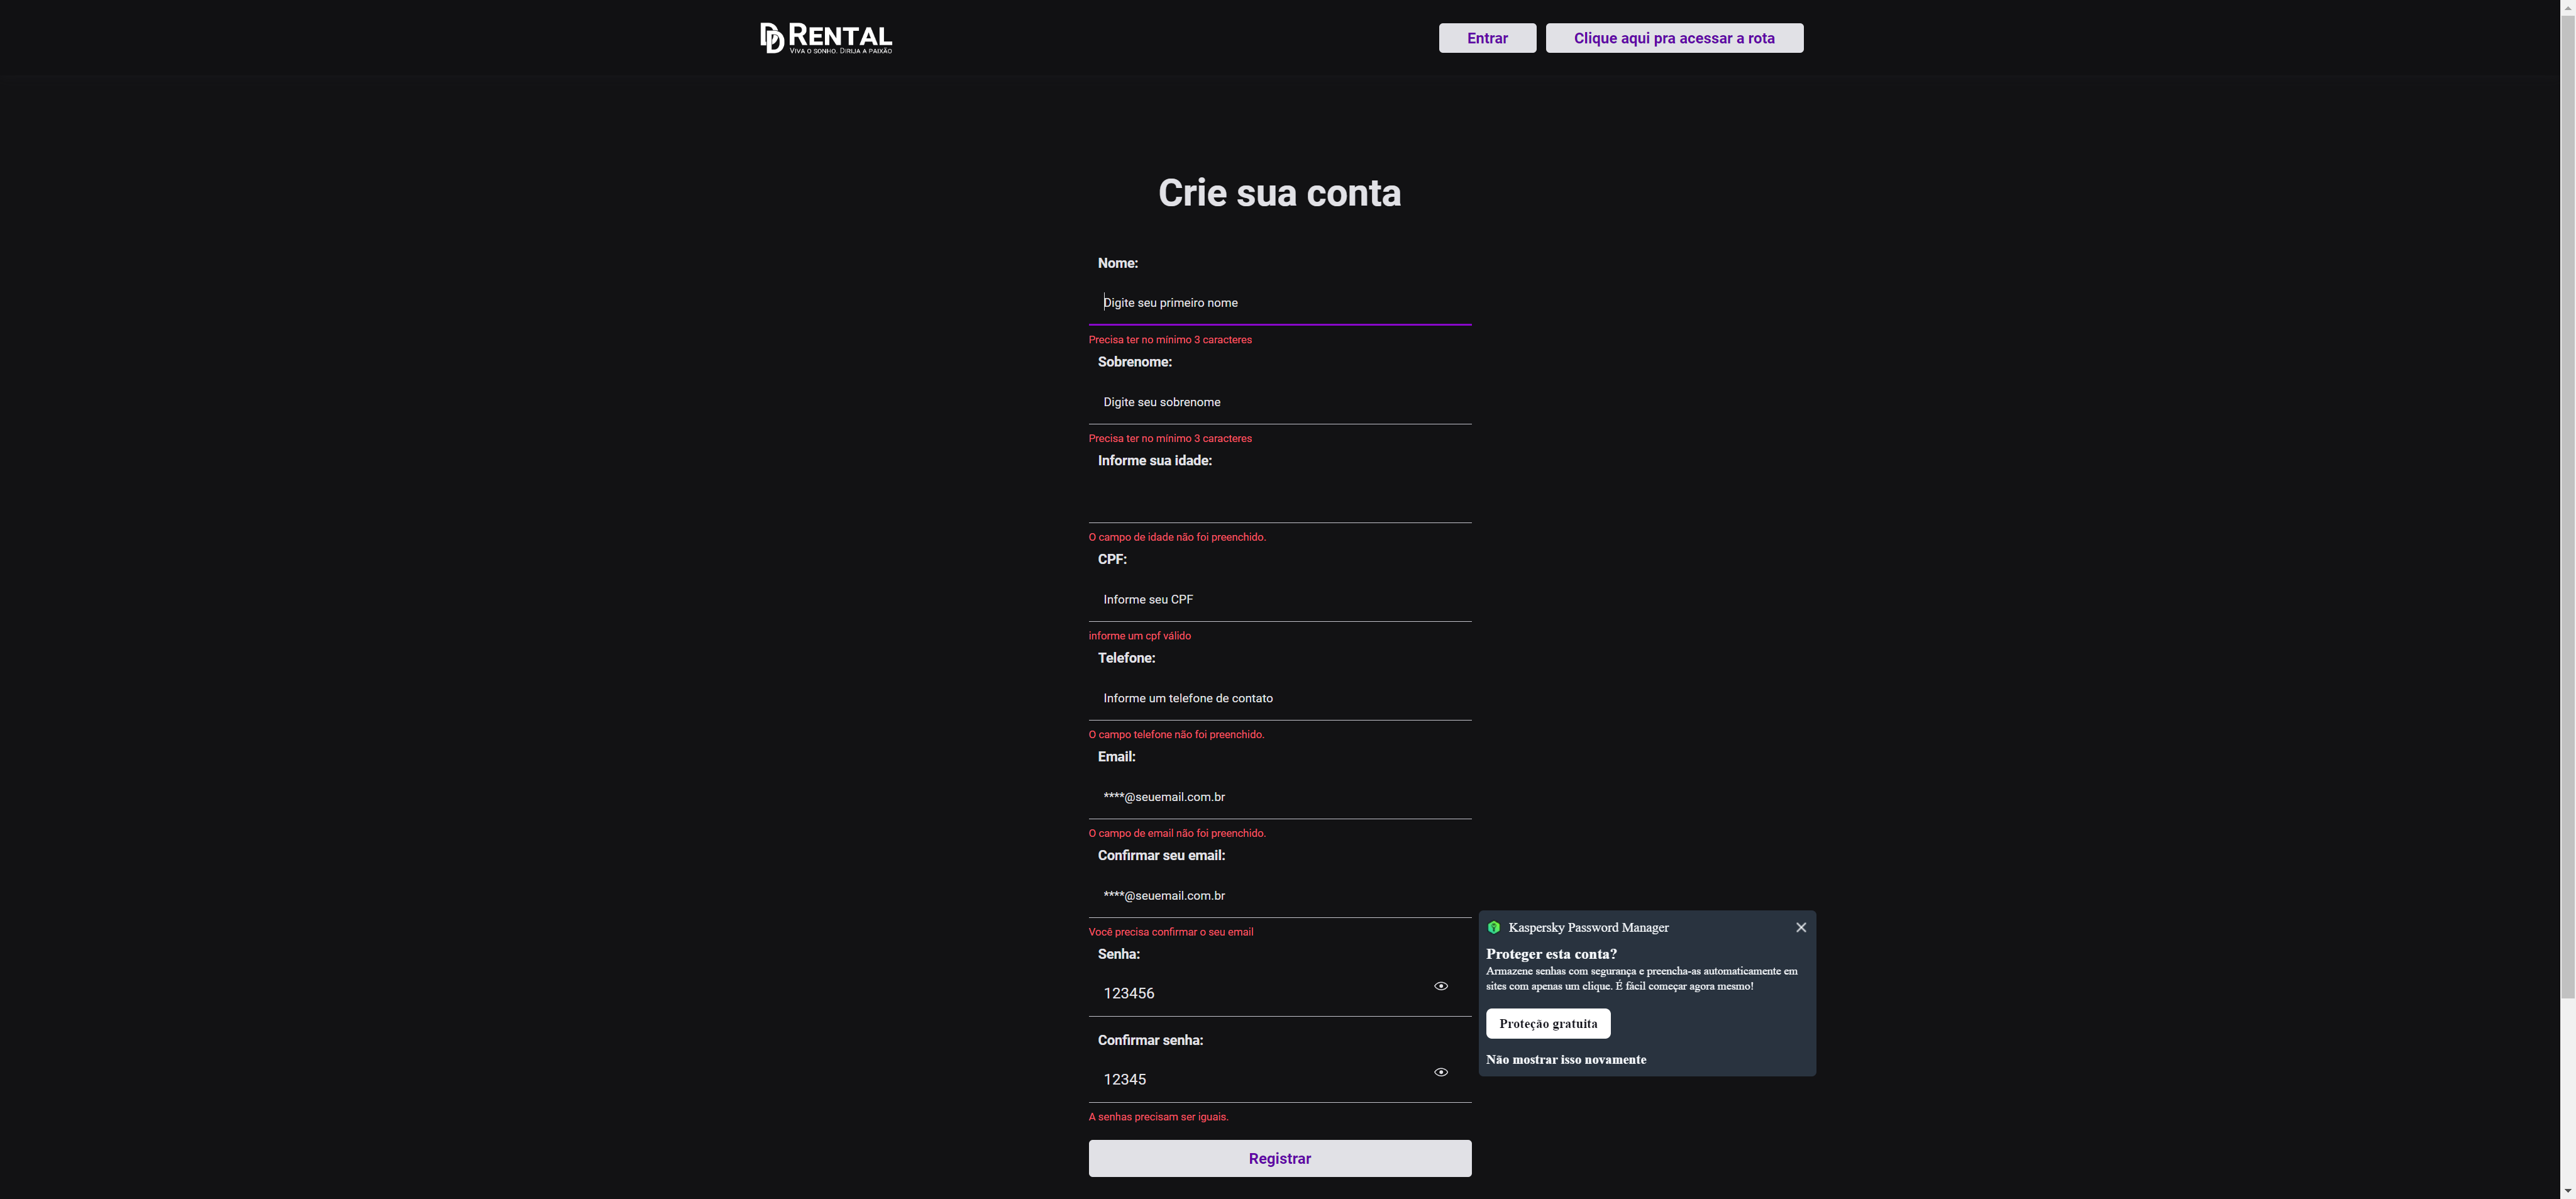 DD RENTAL
VIVA O SONHO. DIRIJA A PAIXÃO
Entrar
Clique aqui pra acessar a rota
Crie sua conta
Nome:
Digite seu primeiro nome
Precisa ter no mínimo 3 caracteres
Sobrenome:
Digite seu sobrenome
Precisa ter no mínimo 3 caracteres
Informe sua idade:
O campo de idade não foi preenchido.
CPF:
Informe seu CPF
informe um cpf válido
Telefone:
Informe um telefone de contato
O campo telefone não foi preenchido.
Email:
****@seuemail.com.br
O campo de email não foi preenchido.
Confirmar seu email:
****@seuemail.com.br
Você precisa confirmar o seu email
Senha:
123456
Confirmar senha:
12345
A senhas precisam ser iguais.
Registrar
Kaspersky Password Manager
Proteger esta conta?
Armazene senhas com segurança e preencha-as automaticamente em
sites com apenas um clique. É fácil começar agora mesmo!
Proteção gratuita
Não mostrar isso novamente